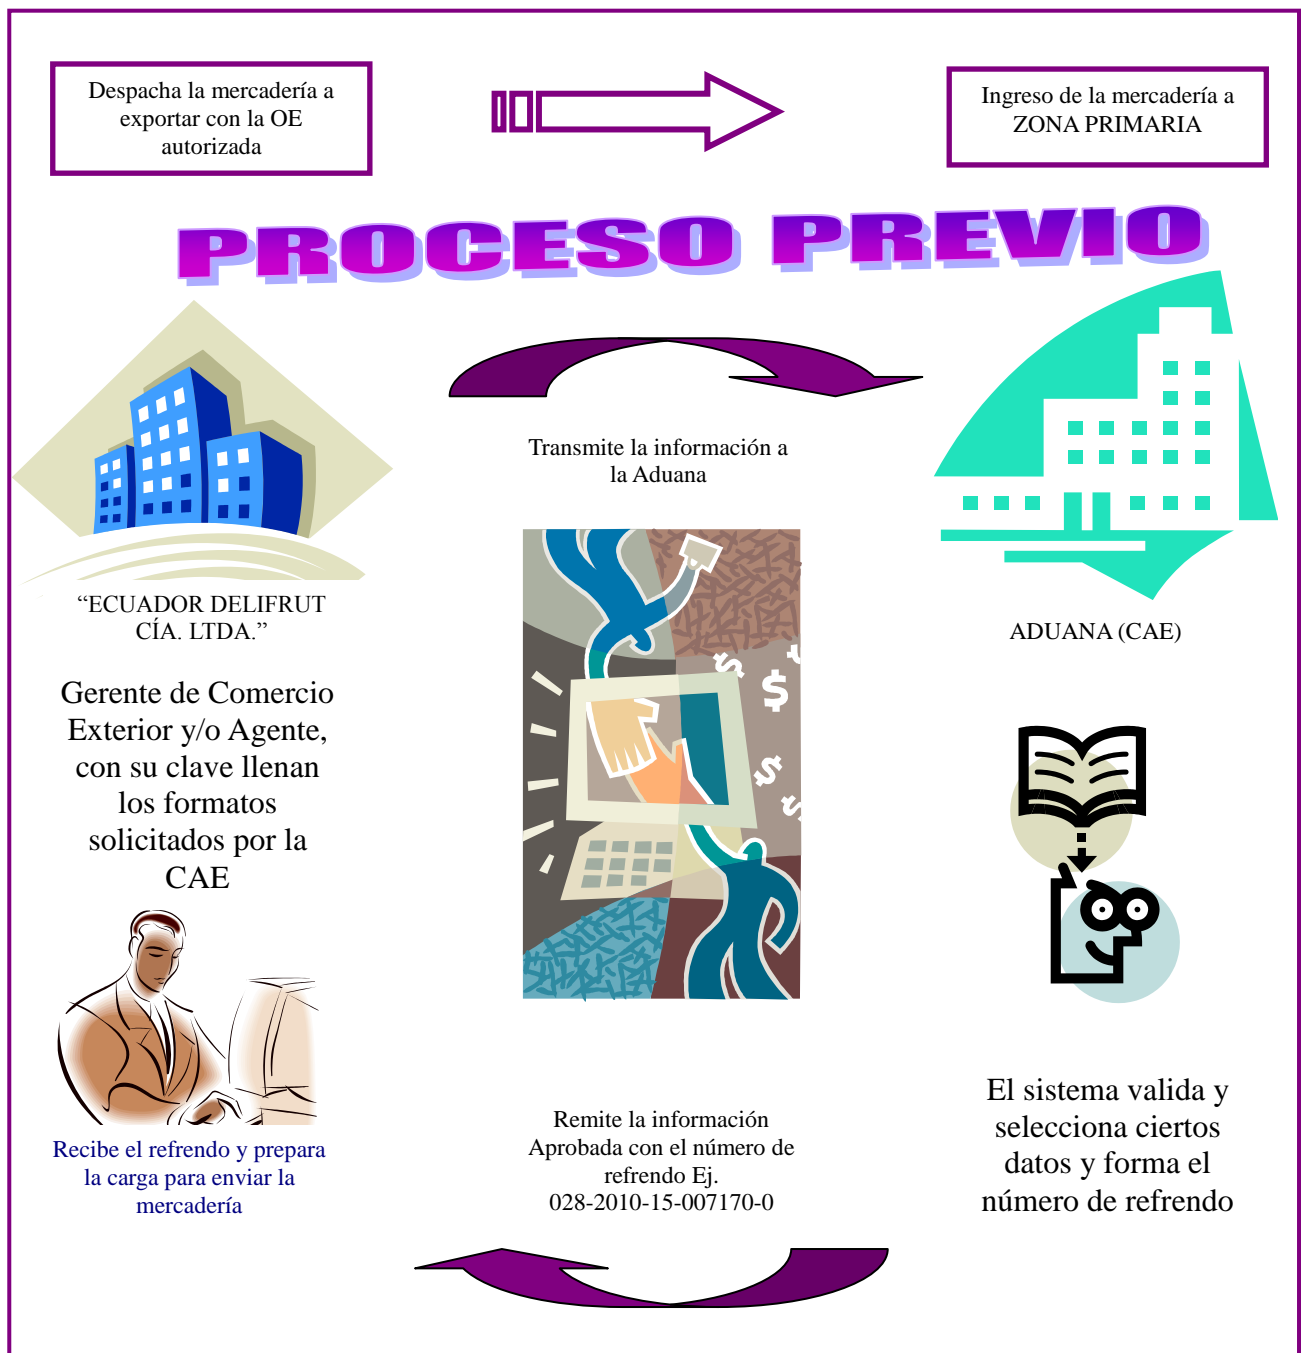 Despacha la mercadería a
exportar con la OE
autorizada
Ingreso de la mercadería a
ZONA PRIMARIA
PROCESO PREVIO
Transmite la información a
la Aduana
“ECUADOR DELIFRUT
CÍA. LTDA.”
ADUANA (CAE)
Gerente de Comercio
Exterior y/o Agente,
con su clave llenan
los formatos
solicitados por la
CAE
$
$
$
$
$
Recibe el refrendo y prepara
la carga para enviar la
mercadería
Remite la información
Aprobada con el número de
refrendo Ej.
028-2010-15-007170-0
El sistema valida y
selecciona ciertos
datos y forma el
número de refrendo